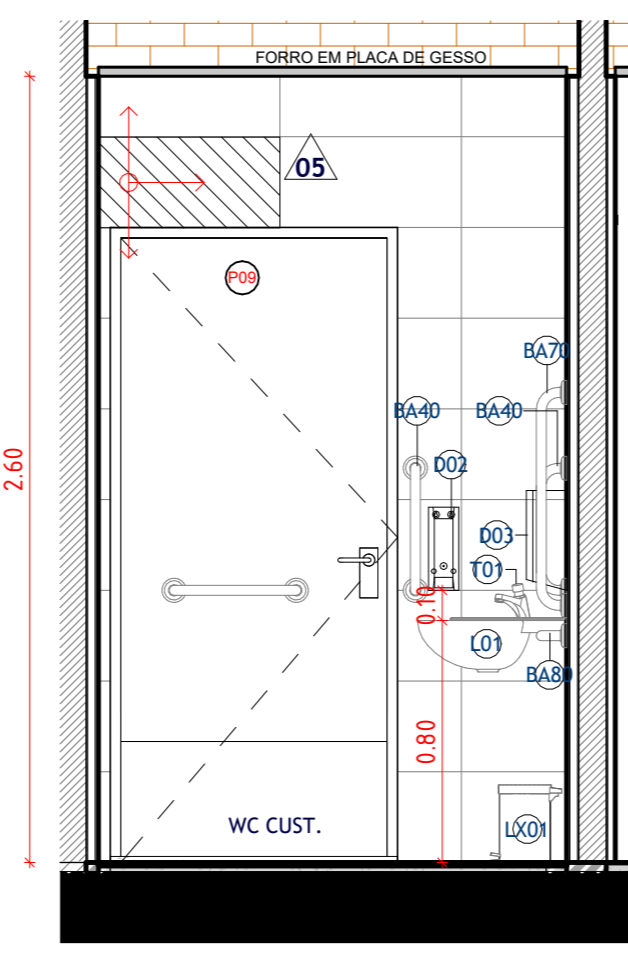 FORRO EM PLACA DE GESSO
05
P09
BA70
BA40
BA40
D02
2.60
D03
T01
0.10
L01
BA80
0.80
WC CUST.
LX01